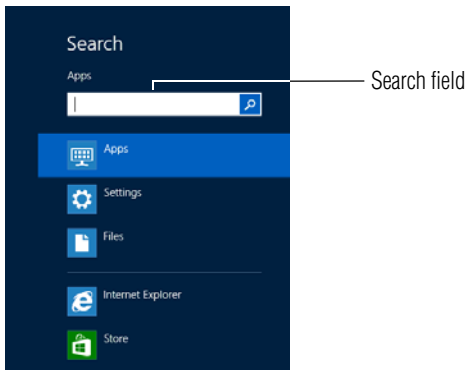 Search
Apps
Search field
Apps
Settings
Files
Internet Explorer
Store